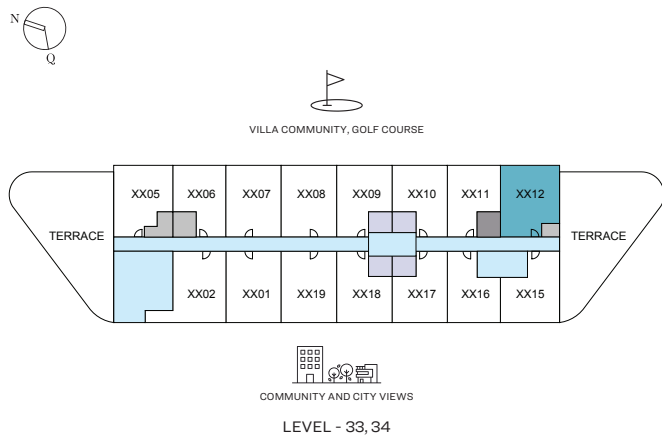 N
Q
VILLA COMMUNITY, GOLF COURSE
XX05 XX06 XX07 XX08 XX09 XX10 XX11 XX12
TERRACE TERRACE
XX02 XX01 XX19 XX18 XX17 XX16 XX15
COMMUNITY AND CITY VIEWS
LEVEL - 33, 34